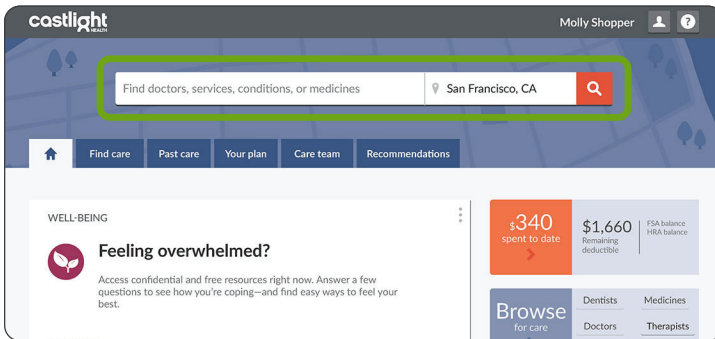 castlight
HEALTH
Molly Shopper
?
Find doctors, services, conditions, or medicines
San Francisco, CA
Find care
Past care
Your plan
Care team
Recommendations
WELL-BEING
Feeling overwhelmed?
Access confidential and free resources right now. Answer a few
questions to see how you're coping—and find easy ways to feel your
best.
$340
spent to date
$1,660
Remaining
deductible
FSA balance
HRA balance
Browse
for care
Dentists
Medicines
Doctors
Therapists